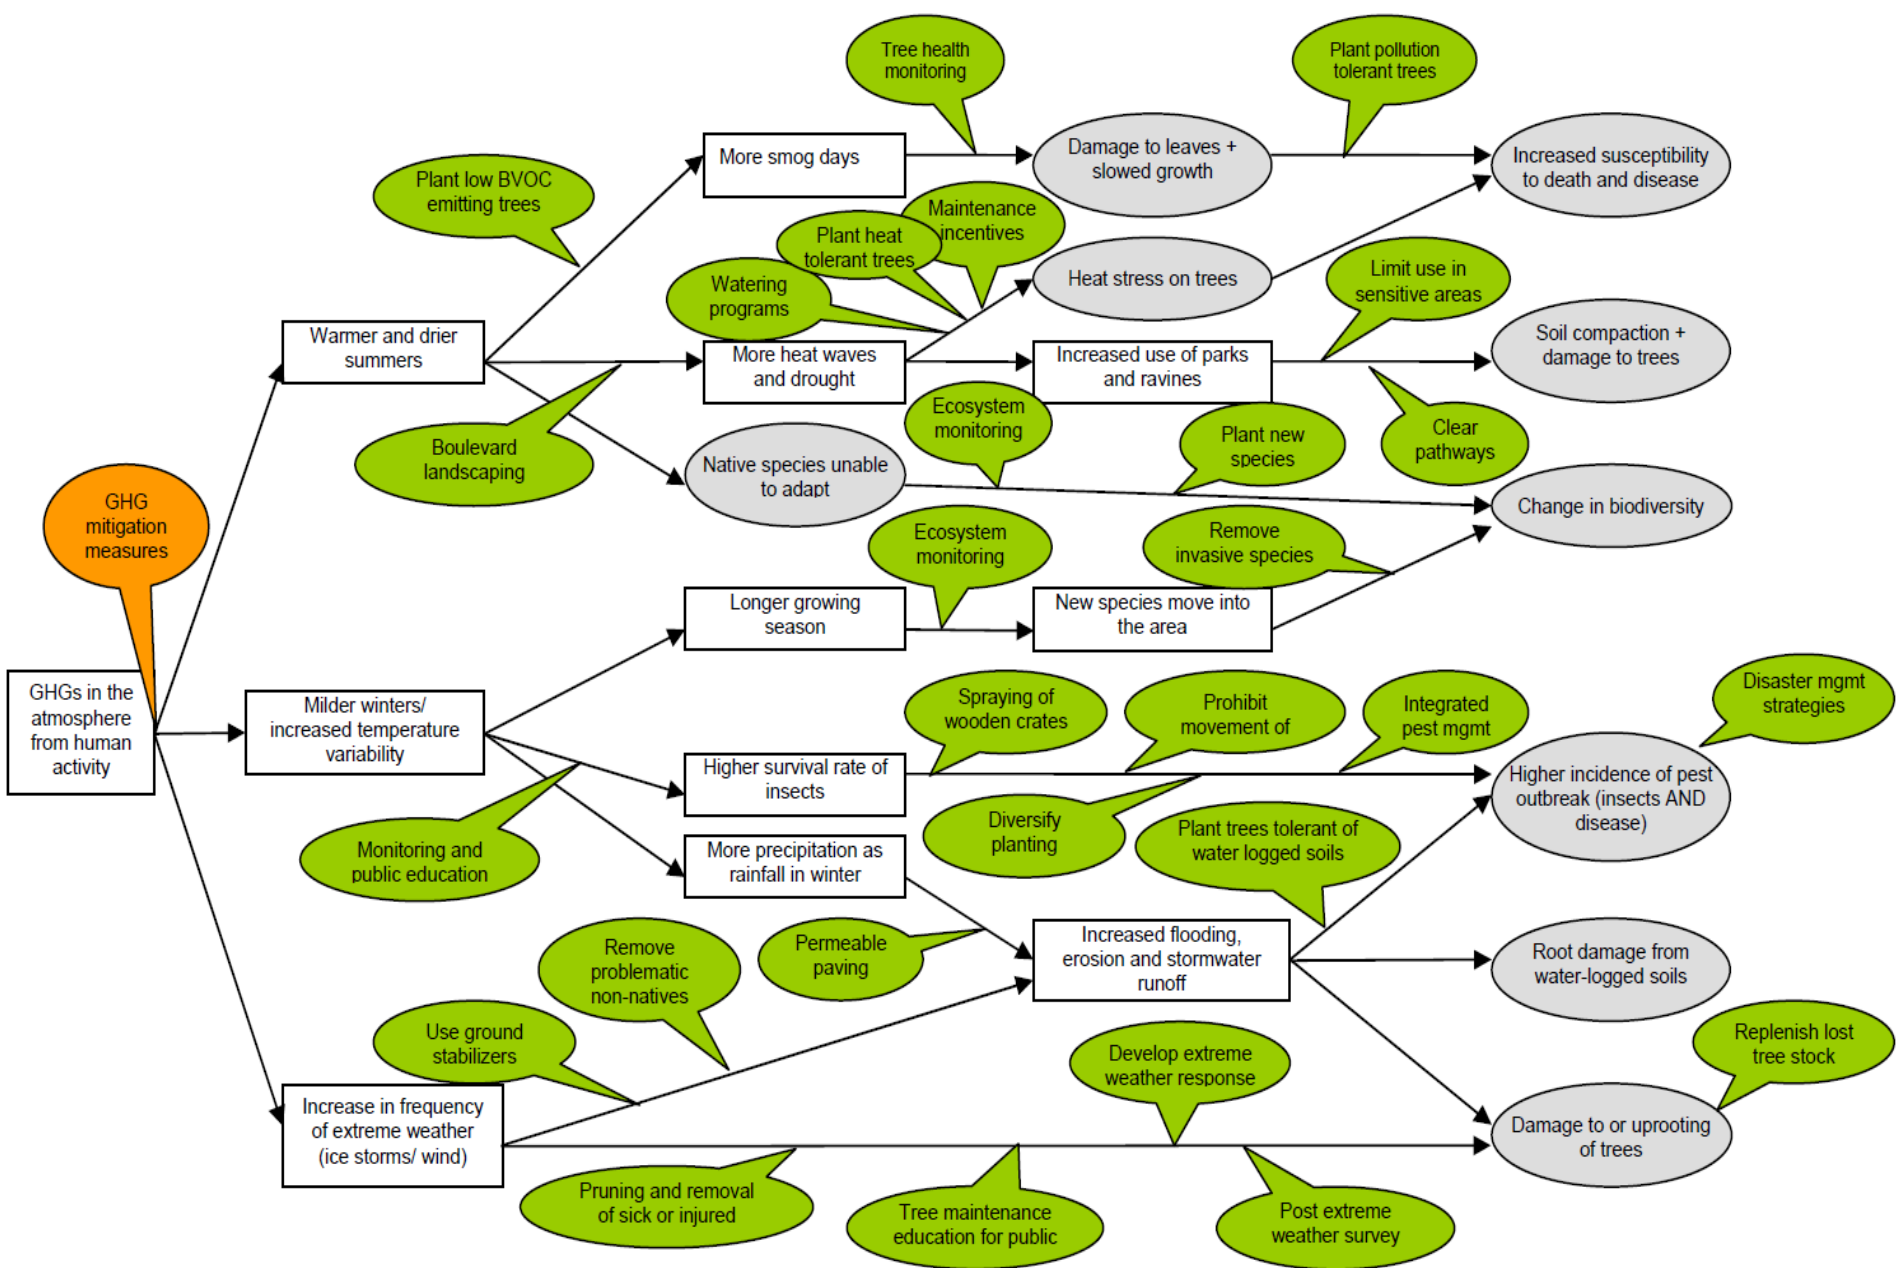 Tree health
monitoring
Plant pollution
tolerant trees
More smog days
Damage to leaves +
slowed growth
Increased susceptibility
to death and disease
Plant low BVOC
emitting trees
Maintenance
incentives
Plant heat
tolerant trees
Watering
programs
Heat stress on trees
Limit use in
sensitive areas
Warmer and drier
summers
More heat waves
and drought
Increased use of parks
and ravines
Soil compaction +
damage to trees
Boulevard
landscaping
Ecosystem
monitoring
Plant new
species
Clear
pathways
Native species unable
to adapt
Change in biodiversity
GHG
mitigation
measures
Ecosystem
monitoring
Remove
invasive species
Longer growing
season
New species move into
the area
GHGs in the
atmosphere
from human
activity
Milder winters/
increased temperature
variability
Spraying of
wooden crates
Prohibit
movement of
Integrated
pest mgmt
Disaster mgmt
strategies
Higher survival rate of
insects
Higher incidence of pest
outbreak (insects AND
disease)
Diversify
planting
Plant trees tolerant of
water logged soils
Monitoring and
public education
More precipitation as
rainfall in winter
Remove
problematic
non-natives
Permeable
paving
Increased flooding,
erosion and stormwater
runoff
Root damage from
water-logged soils
Use ground
stabilizers
Develop extreme
weather response
Replenish lost
tree stock
Increase in frequency
of extreme weather
(ice storms/ wind)
Damage to or uprooting
of trees
Pruning and removal
of sick or injured
Tree maintenance
education for public
Post extreme
weather survey